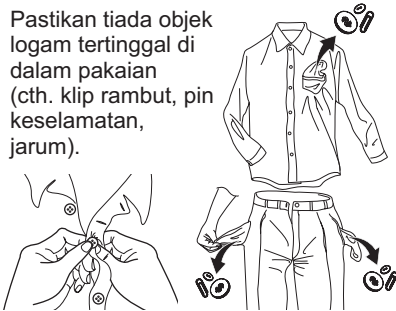 Pastikan tiada objek
logam tertinggal di
dalam pakaian
(cth. klip rambut, pin
keselamatan,
jarum).